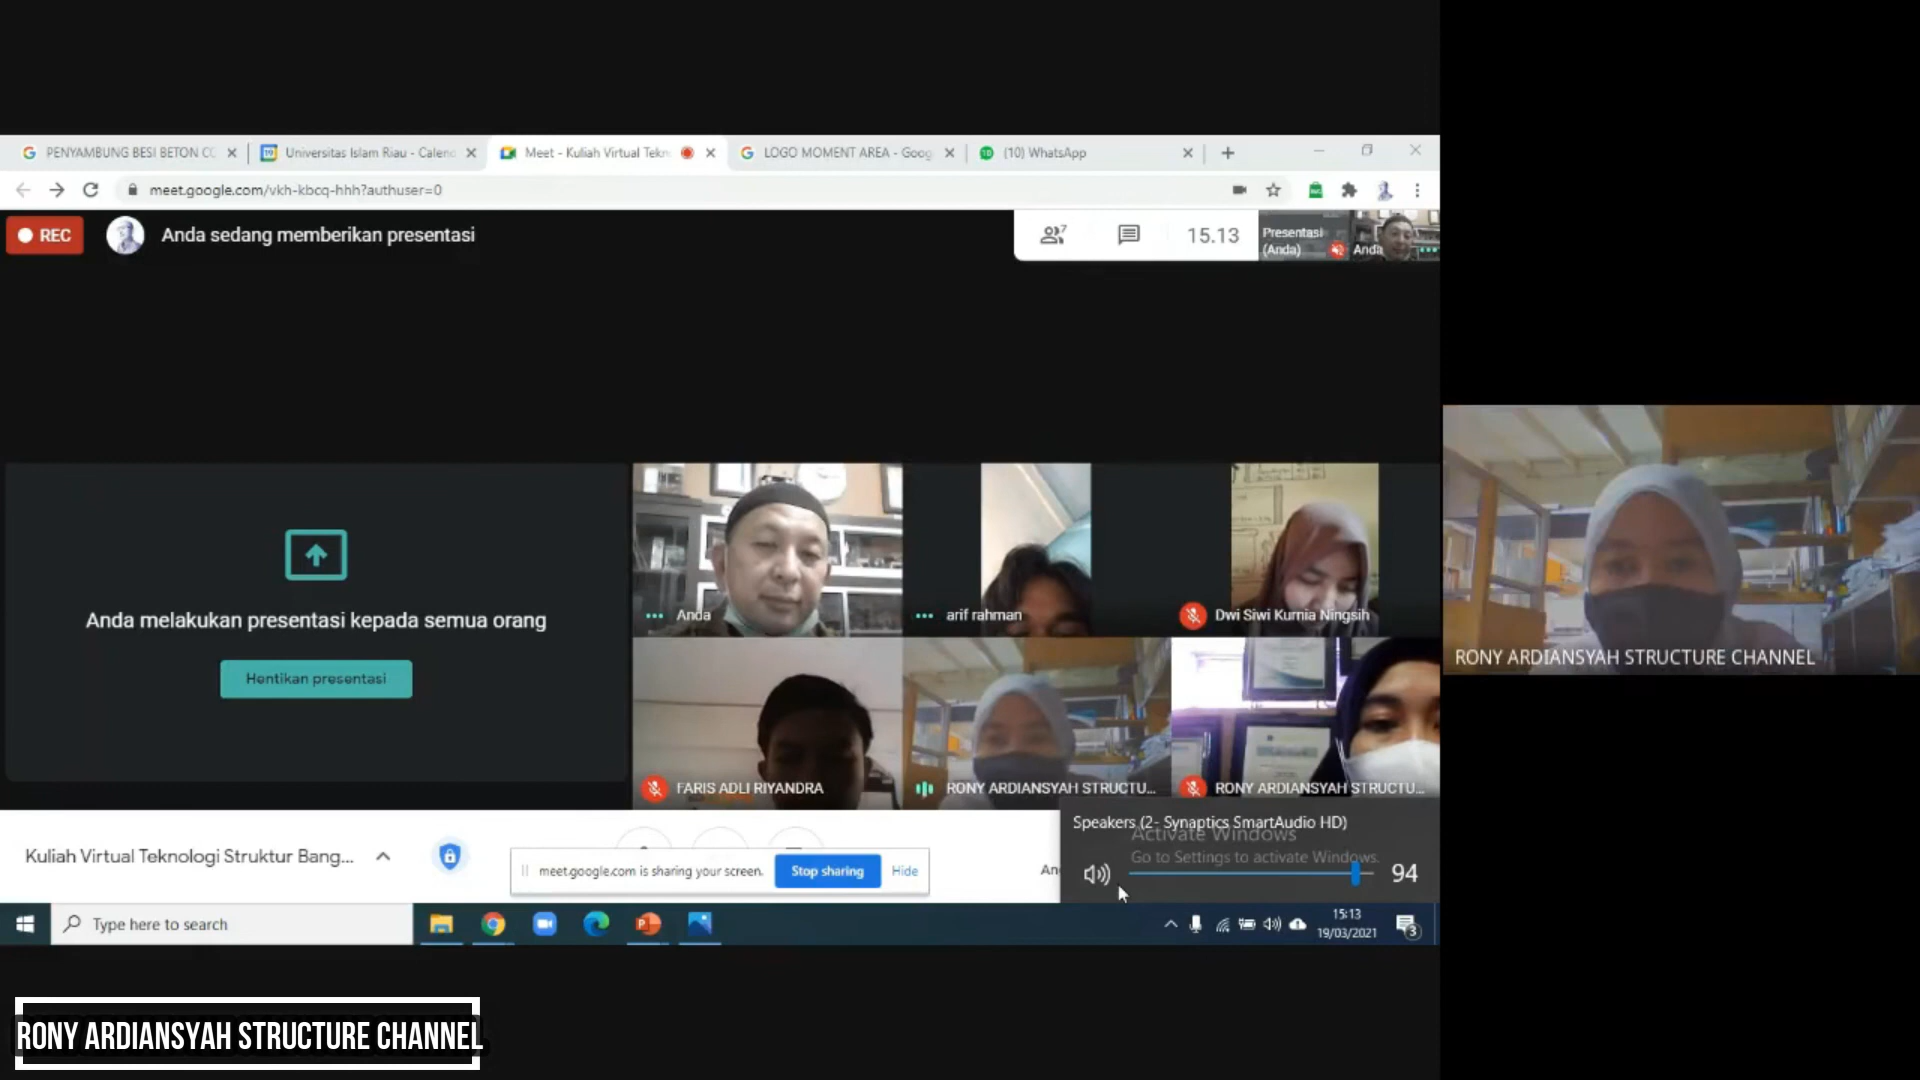 PENYAMBUNG BESI BETON CO
Universitas Islam Riau - Calend
Meet - Kuliah Virtual Tekn
LOGO MOMENT AREA - Goog
(10) WhatsApp
meet.google.com/vkh-kbcq-hhh?authuser=0
REC
Anda sedang memberikan presentasi
7
15.13
Presentasi
(Anda)
Anda
Anda melakukan presentasi kepada semua orang
Hentikan presentasi
Anda
arif rahman
Dwi Siwi Kurnia Ningsih
FARIS ADLI RIYANDRA
RONY ARDIANSYAH STRUCTU...
RONY ARDIANSYAH STRUCTU...
RONY ARDIANSYAH STRUCTURE CHANNEL
Speakers (2- Synaptics SmartAudio HD)
Activate Windows
Go to Settings to activate Windows.
94
Kuliah Virtual Teknologi Struktur Bang...
meet.google.com is sharing your screen.
Stop sharing
Hide
An
Type here to search
15:13
19/03/2021
3
RONY ARDIANSYAH STRUCTURE CHANNEL